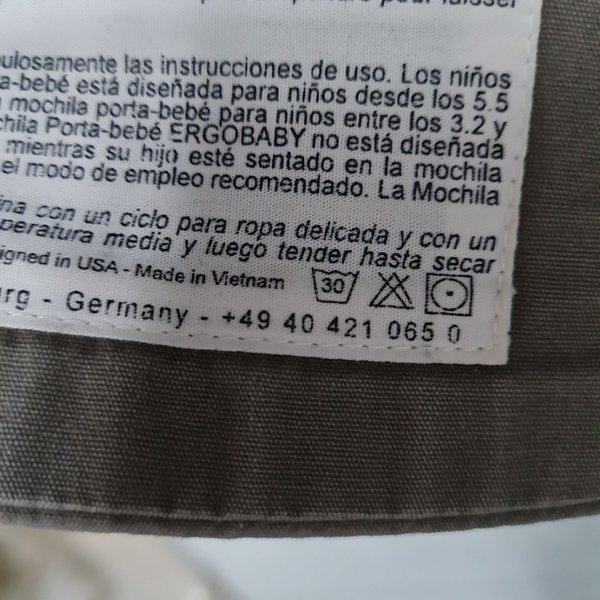 pour laisser
ulosamente las instrucciones de uso. Los niños
a-bebé está diseñada para niños desde los 5.5
mochila porta-bebé para niños entre los 3.2 y
chila Porta-bebé ERGOBABY no está diseñada
mientras su hijo esté sentado en la mochila
el modo de empleo recomendado. La Mochila
ina con un ciclo para ropa delicada y con un
peratura media y luego tender hasta secar
igned in USA - Made in Vietnam 30
urg - Germany - +49 40 421 065 0